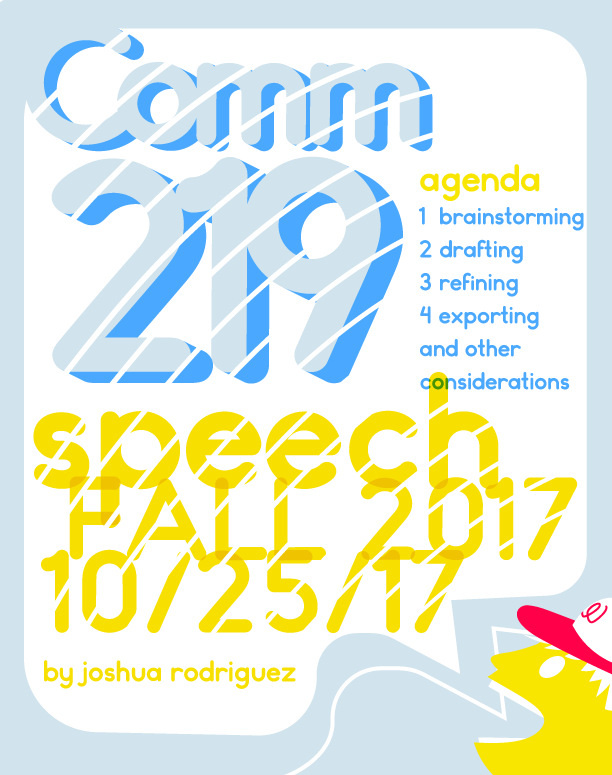 Comm
219
agenda
1 brainstorming
2 drafting
3 refining
4 exporting
and other
considerations
speech
FALL 2017
10/25/17
by joshua rodriguez
e